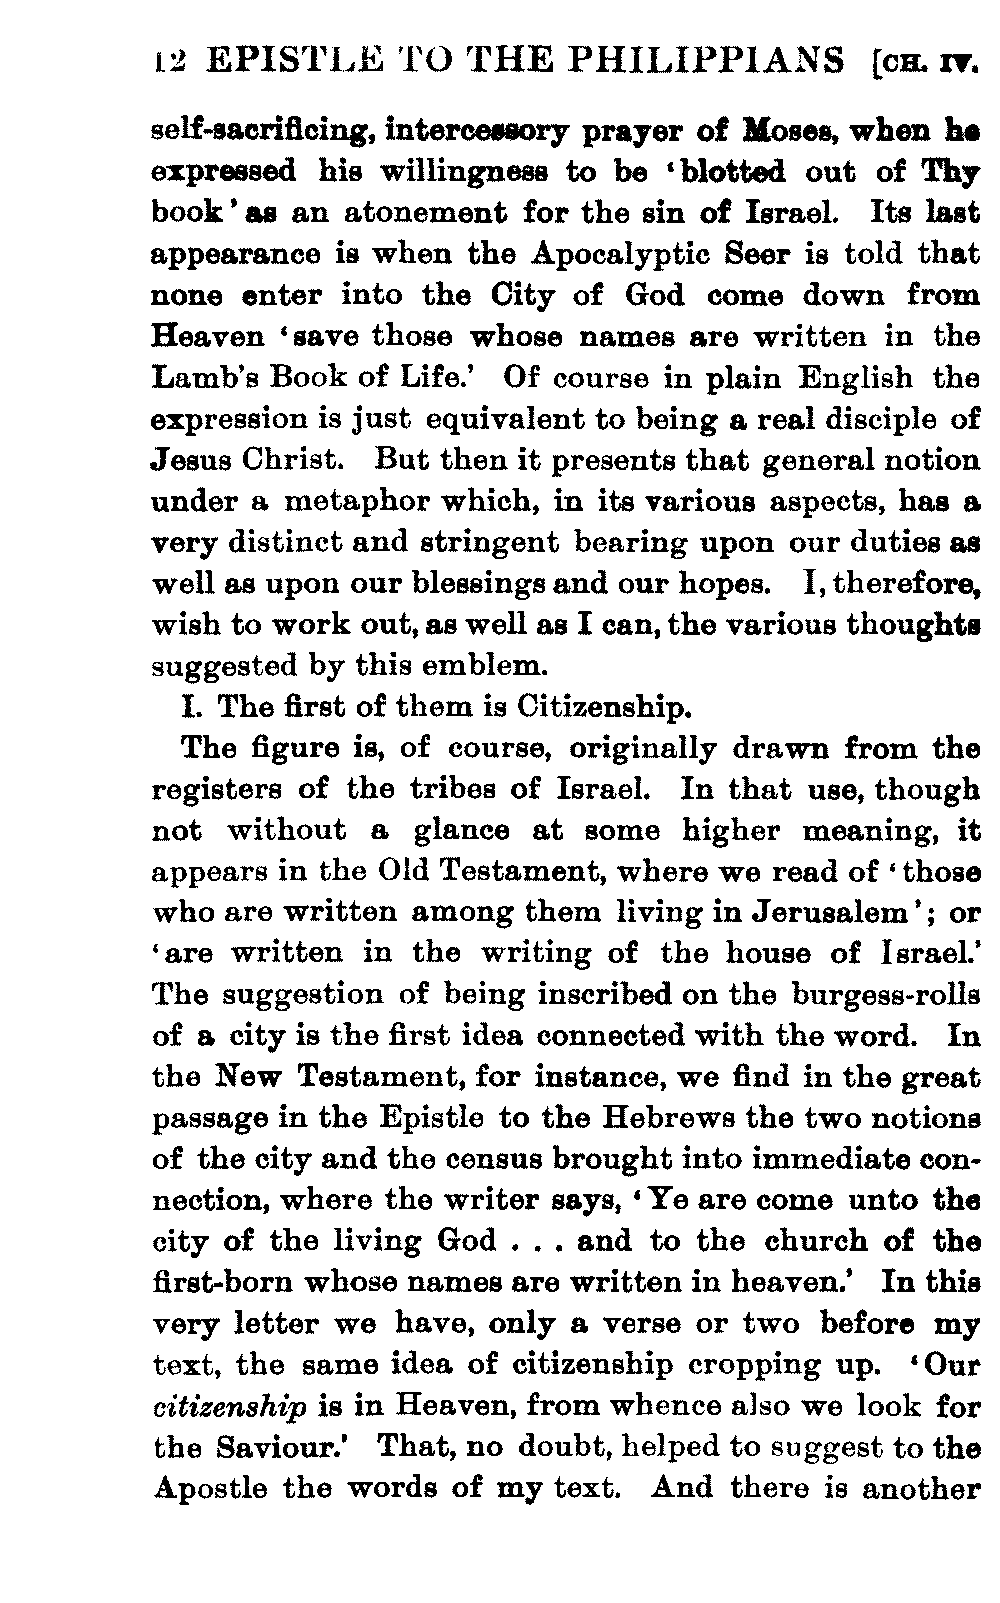 12 EPISTLE TO THE PHILIPPIANS [CH. IV.
self-sacrificing, intercessory prayer of Moses, when he
expressed his willingness to be ‘blotted out of Thy
book’ as an atonement for the sin of Israel. Its last
appearance is when the Apocalyptic Seer is told that
none enter into the City of God come down from
Heaven ‘save those whose names are written in the
Lamb’s Book of Life.’ Of course in plain English the
expression is just equivalent to being a real disciple of
Jesus Christ. But then it presents that general notion
under a metaphor which, in its various aspects, has a
very distinct and stringent bearing upon our duties as
well as upon our blessings and our hopes. I, therefore,
wish to work out, as well as I can, the various thoughts
suggested by this emblem.
I. The first of them is Citizenship.
The figure is, of course, originally drawn from the
registers of the tribes of Israel. In that use, though
not without a glance at some higher meaning, it
appears in the Old Testament, where we read of ‘those
who are written among them living in Jerusalem’; or
‘are written in the writing of the house of Israel.’
The suggestion of being inscribed on the burgess-rolls
of a city is the first idea connected with the word. In
the New Testament, for instance, we find in the great
passage in the Epistle to the Hebrews the two notions
of the city and the census brought into immediate con-
nection, where the writer says, ‘Ye are come unto the
city of the living God . . . and to the church of the
first-born whose names are written in heaven.’ In this
very letter we have, only a verse or two before my
text, the same idea of citizenship cropping up. ‘Our
citizenship is in Heaven, from whence also we look for
the Saviour.’ That, no doubt, helped to suggest to the
Apostle the words of my text. And there is another